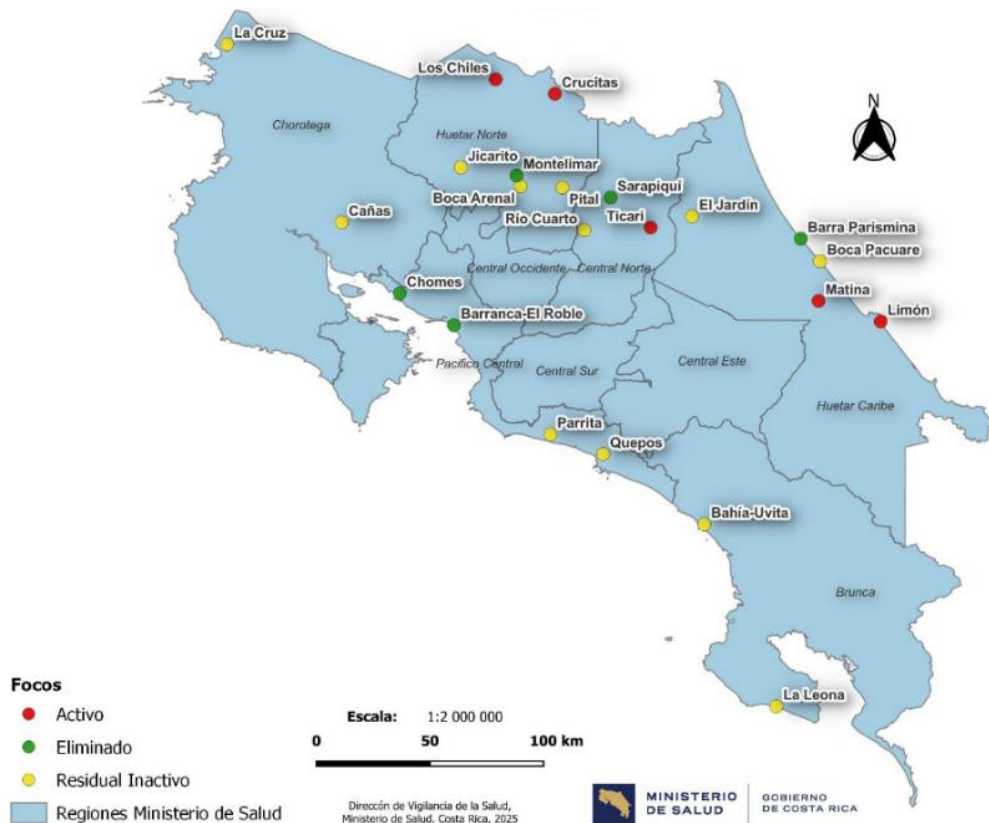 La Cruz
Los Chiles
Crucitas
N
Chorotega
Huetar Norte
Jicarito
Montelimar
Boca Arenal
Pital
Sarapiquí
Cañas
Río Cuarto
Ticari
El Jardín
Barra Parismina
Boca Pacuare
Central Occidente
Central Norte
Chomes
Matina
Limón
Barranca-El Roble
Pacífico Central
Central Sur
Central Este
Huetar Caribe
Parrita
Quepos
Bahía-Uvita
Brunca
La Leona
Focos
Activo
Eliminado
Residual Inactivo
Regiones Ministerio de Salud
Escala: 1:2 000 000
0 50 100 km
Direccón de Vigilancia de la Salud,
Ministerio de Salud. Costa Rica, 2025
MINISTERIO
DE SALUD
GOBIERNO
DE COSTA RICA